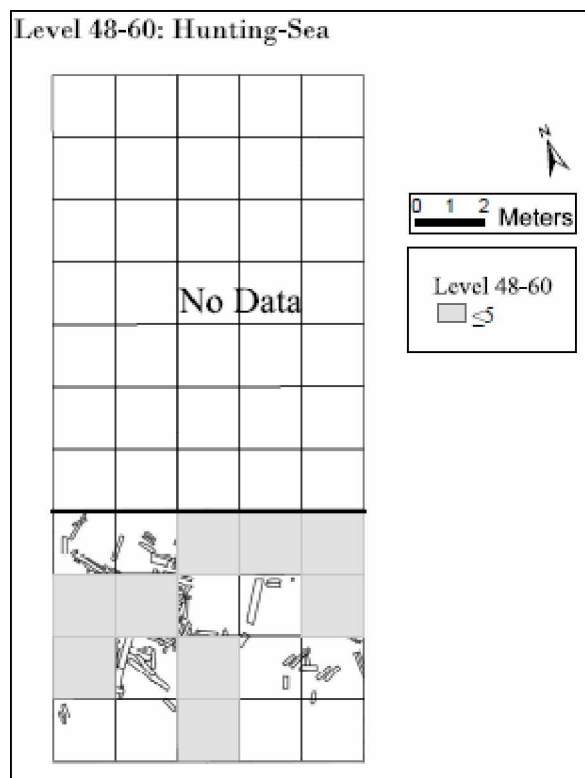 Level 48-60: Hunting-Sea
N
0 1 2
Meters
No Data
Level 48-60
≤5